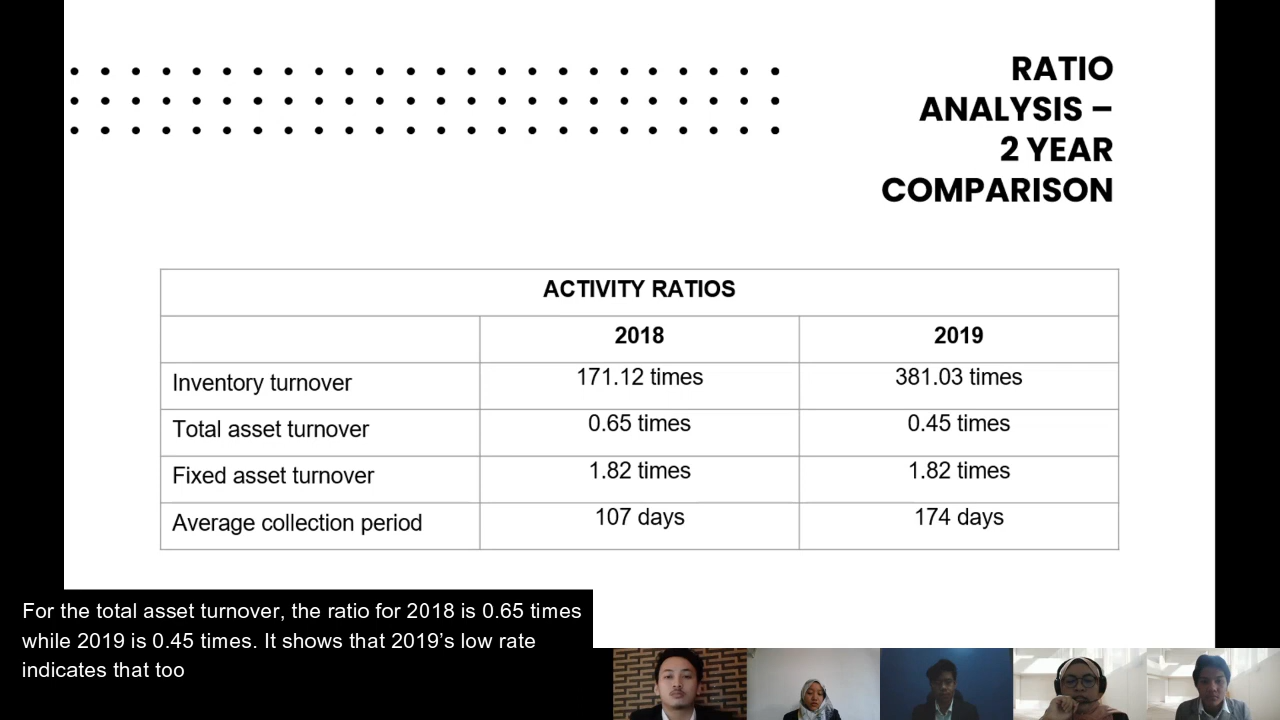 RATIO
ANALYSIS –
2 YEAR
COMPARISON
ACTIVITY RATIOS
2018 2019
Inventory turnover 171.12 times 381.03 times
Total asset turnover 0.65 times 0.45 times
Fixed asset turnover 1.82 times 1.82 times
Average collection period 107 days 174 days
For the total asset turnover, the ratio for 2018 is 0.65 times
while 2019 is 0.45 times. It shows that 2019’s low rate
indicates that too